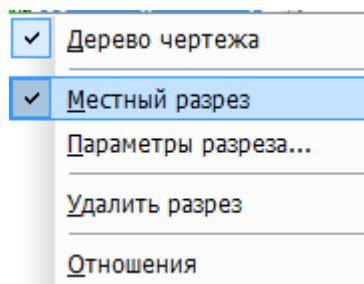 Дерево чертежа
Местный разрез
Параметры разреза...
Удалить разрез
Отношения